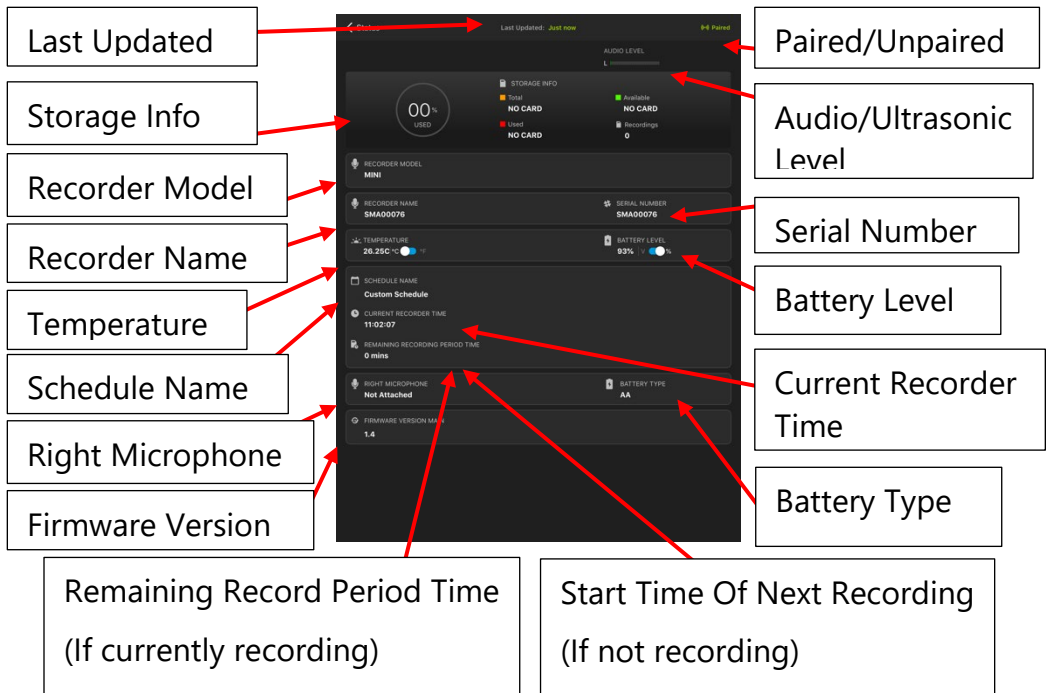 Last Updated
Storage Info
Recorder Model
Recorder Name
Temperature
Schedule Name
Right Microphone
Firmware Version
Status
Last Updated: Just now
Paired
AUDIO LEVEL
L
00%
USED
STORAGE INFO
Total
NO CARD
Available
NO CARD
Used
NO CARD
Recordings
0
RECORDER MODEL
MINI
RECORDER NAME
SMA00076
SERIAL NUMBER
SMA00076
TEMPERATURE
26.25C °C °F
BATTERY LEVEL
93% V %
SCHEDULE NAME
Custom Schedule
CURRENT RECORDER TIME
11:02:07
REMAINING RECORDING PERIOD TIME
0 mins
RIGHT MICROPHONE
Not Attached
BATTERY TYPE
AA
FIRMWARE VERSION MAIN
1.4
Paired/Unpaired
Audio/Ultrasonic
Level
Serial Number
Battery Level
Current Recorder
Time
Battery Type
Remaining Record Period Time
(If currently recording)
Start Time Of Next Recording
(If not recording)